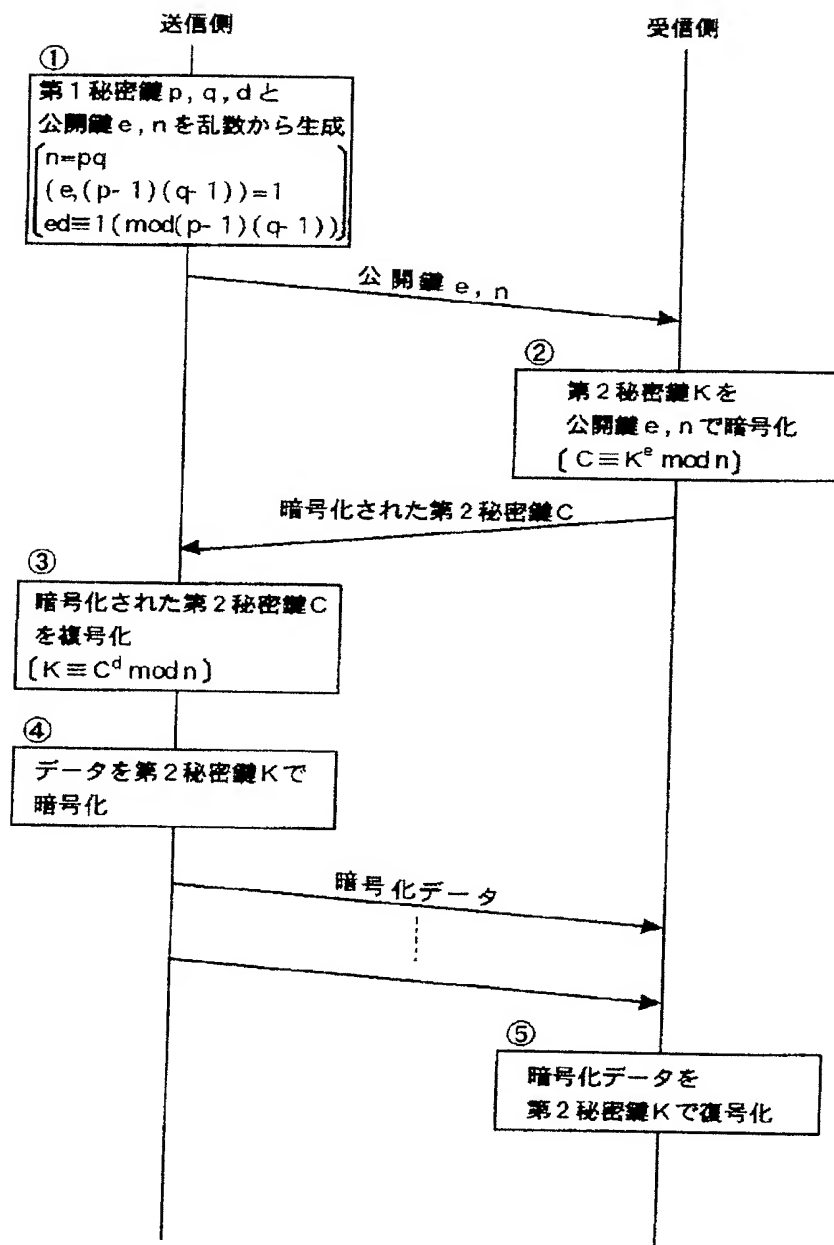 送信側
受信側
①
第1秘密鍵p,q,dと
公開鍵e,nを乱数から生成
n=pq
(e,(p-1)(q-1))=1
ed≡1(mod(p-1)(q-1))
公開鍵e,n
②
第2秘密鍵Kを
公開鍵e,nで暗号化
〔C≡K^e mod n〕
暗号化された第2秘密鍵C
③
暗号化された第2秘密鍵C
を復号化
〔K≡C^d mod n〕
④
データを第2秘密鍵Kで
暗号化
暗号化データ
⑤
暗号化データを
第2秘密鍵Kで復号化